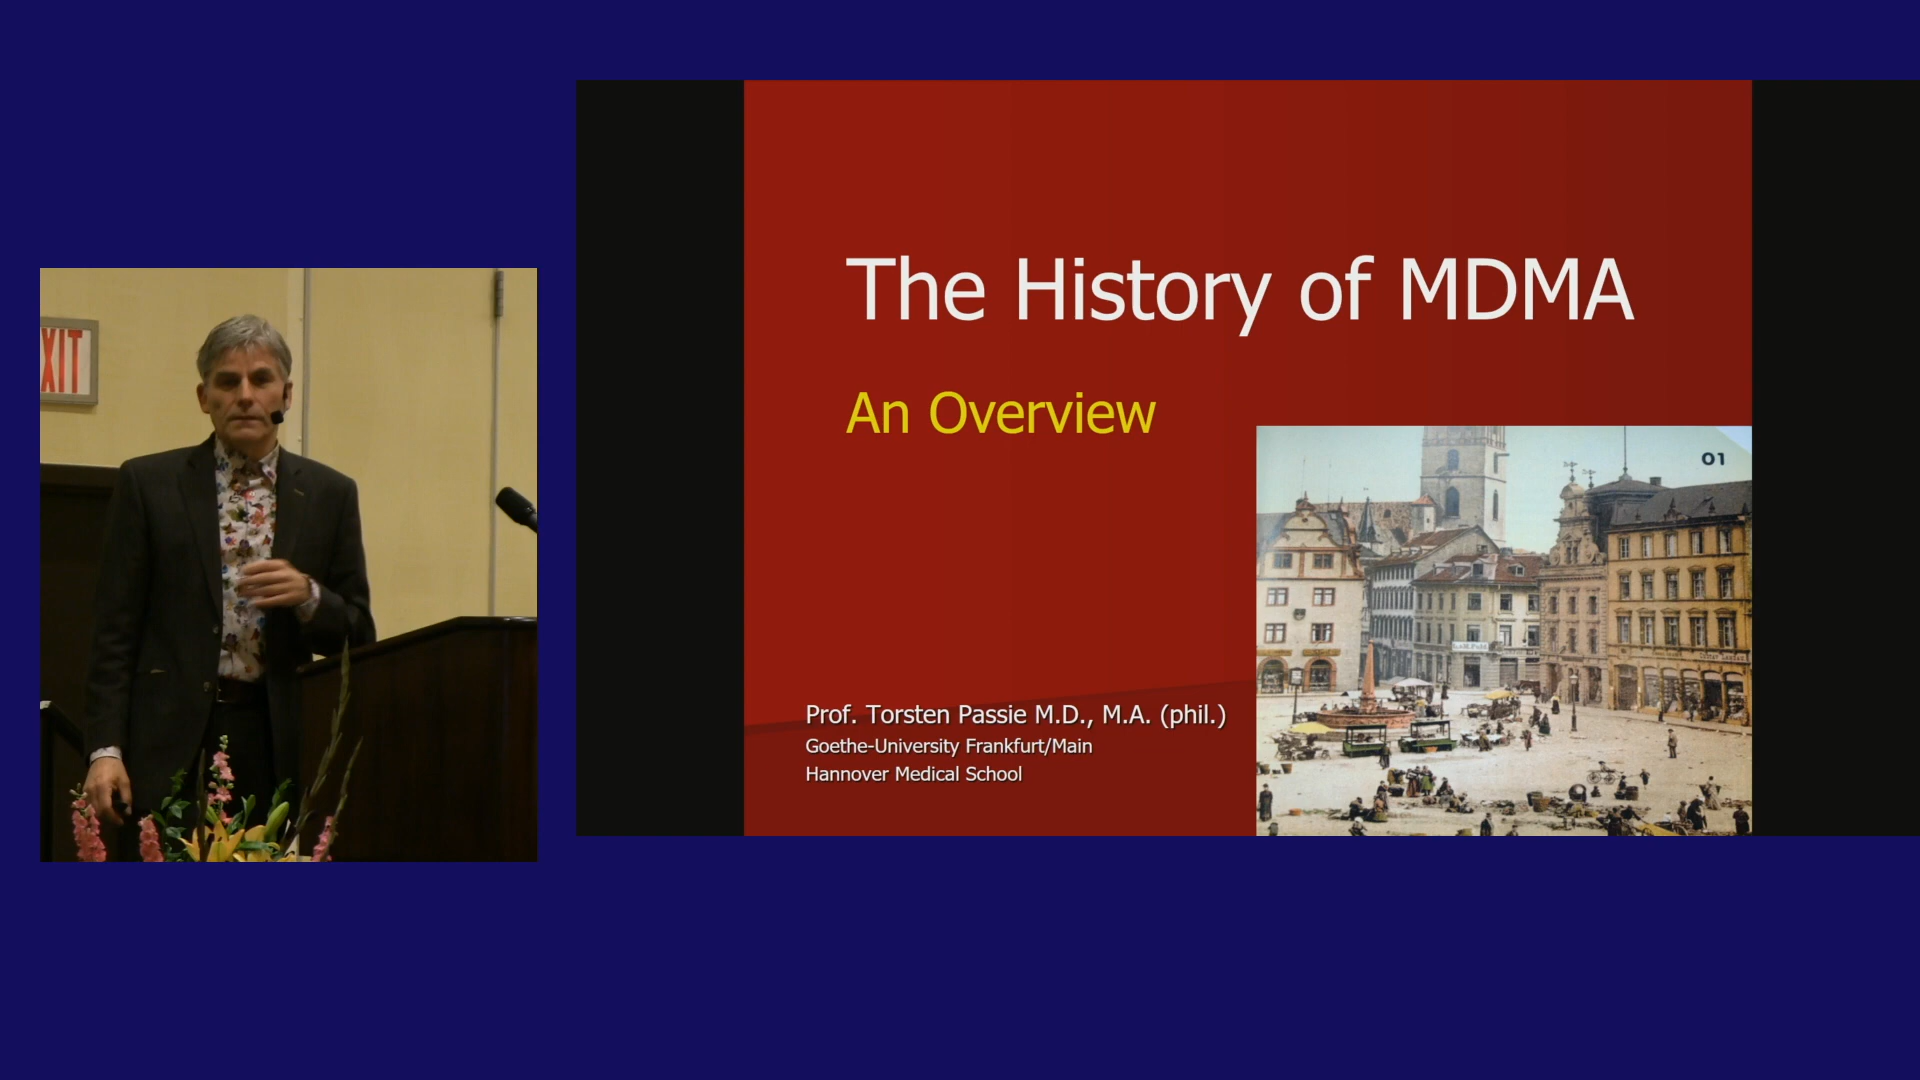 XIT
The History of MDMA
An Overview
01
Prof. Torsten Passie M.D., M.A. (phil.)
Goethe-University Frankfurt/Main
Hannover Medical School